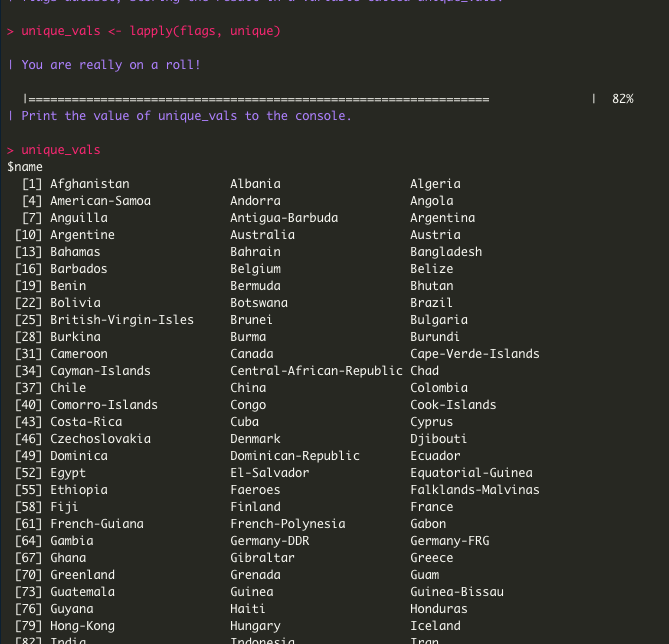 > unique_vals <- lapply(flags, unique)
| You are really on a roll!
|================================================================ | 82%
| Print the value of unique_vals to the console.
> unique_vals
$name
[1] Afghanistan Albania Algeria
[4] American-Samoa Andorra Angola
[7] Anguilla Antigua-Barbuda Argentina
[10] Argentine Australia Austria
[13] Bahamas Bahrain Bangladesh
[16] Barbados Belgium Belize
[19] Benin Bermuda Bhutan
[22] Bolivia Botswana Brazil
[25] British-Virgin-Isles Brunei Bulgaria
[28] Burkina Burma Burundi
[31] Cameroon Canada Cape-Verde-Islands
[34] Cayman-Islands Central-African-Republic Chad
[37] Chile China Colombia
[40] Comorro-Islands Congo Cook-Islands
[43] Costa-Rica Cuba Cyprus
[46] Czechoslovakia Denmark Djibouti
[49] Dominica Dominican-Republic Ecuador
[52] Egypt El-Salvador Equatorial-Guinea
[55] Ethiopia Faeroes Falklands-Malvinas
[58] Fiji Finland France
[61] French-Guiana French-Polynesia Gabon
[64] Gambia Germany-DDR Germany-FRG
[67] Ghana Gibraltar Greece
[70] Greenland Grenada Guam
[73] Guatemala Guinea Guinea-Bissau
[76] Guyana Haiti Honduras
[79] Hong-Kong Hungary Iceland
[82] India Indonesia Iran